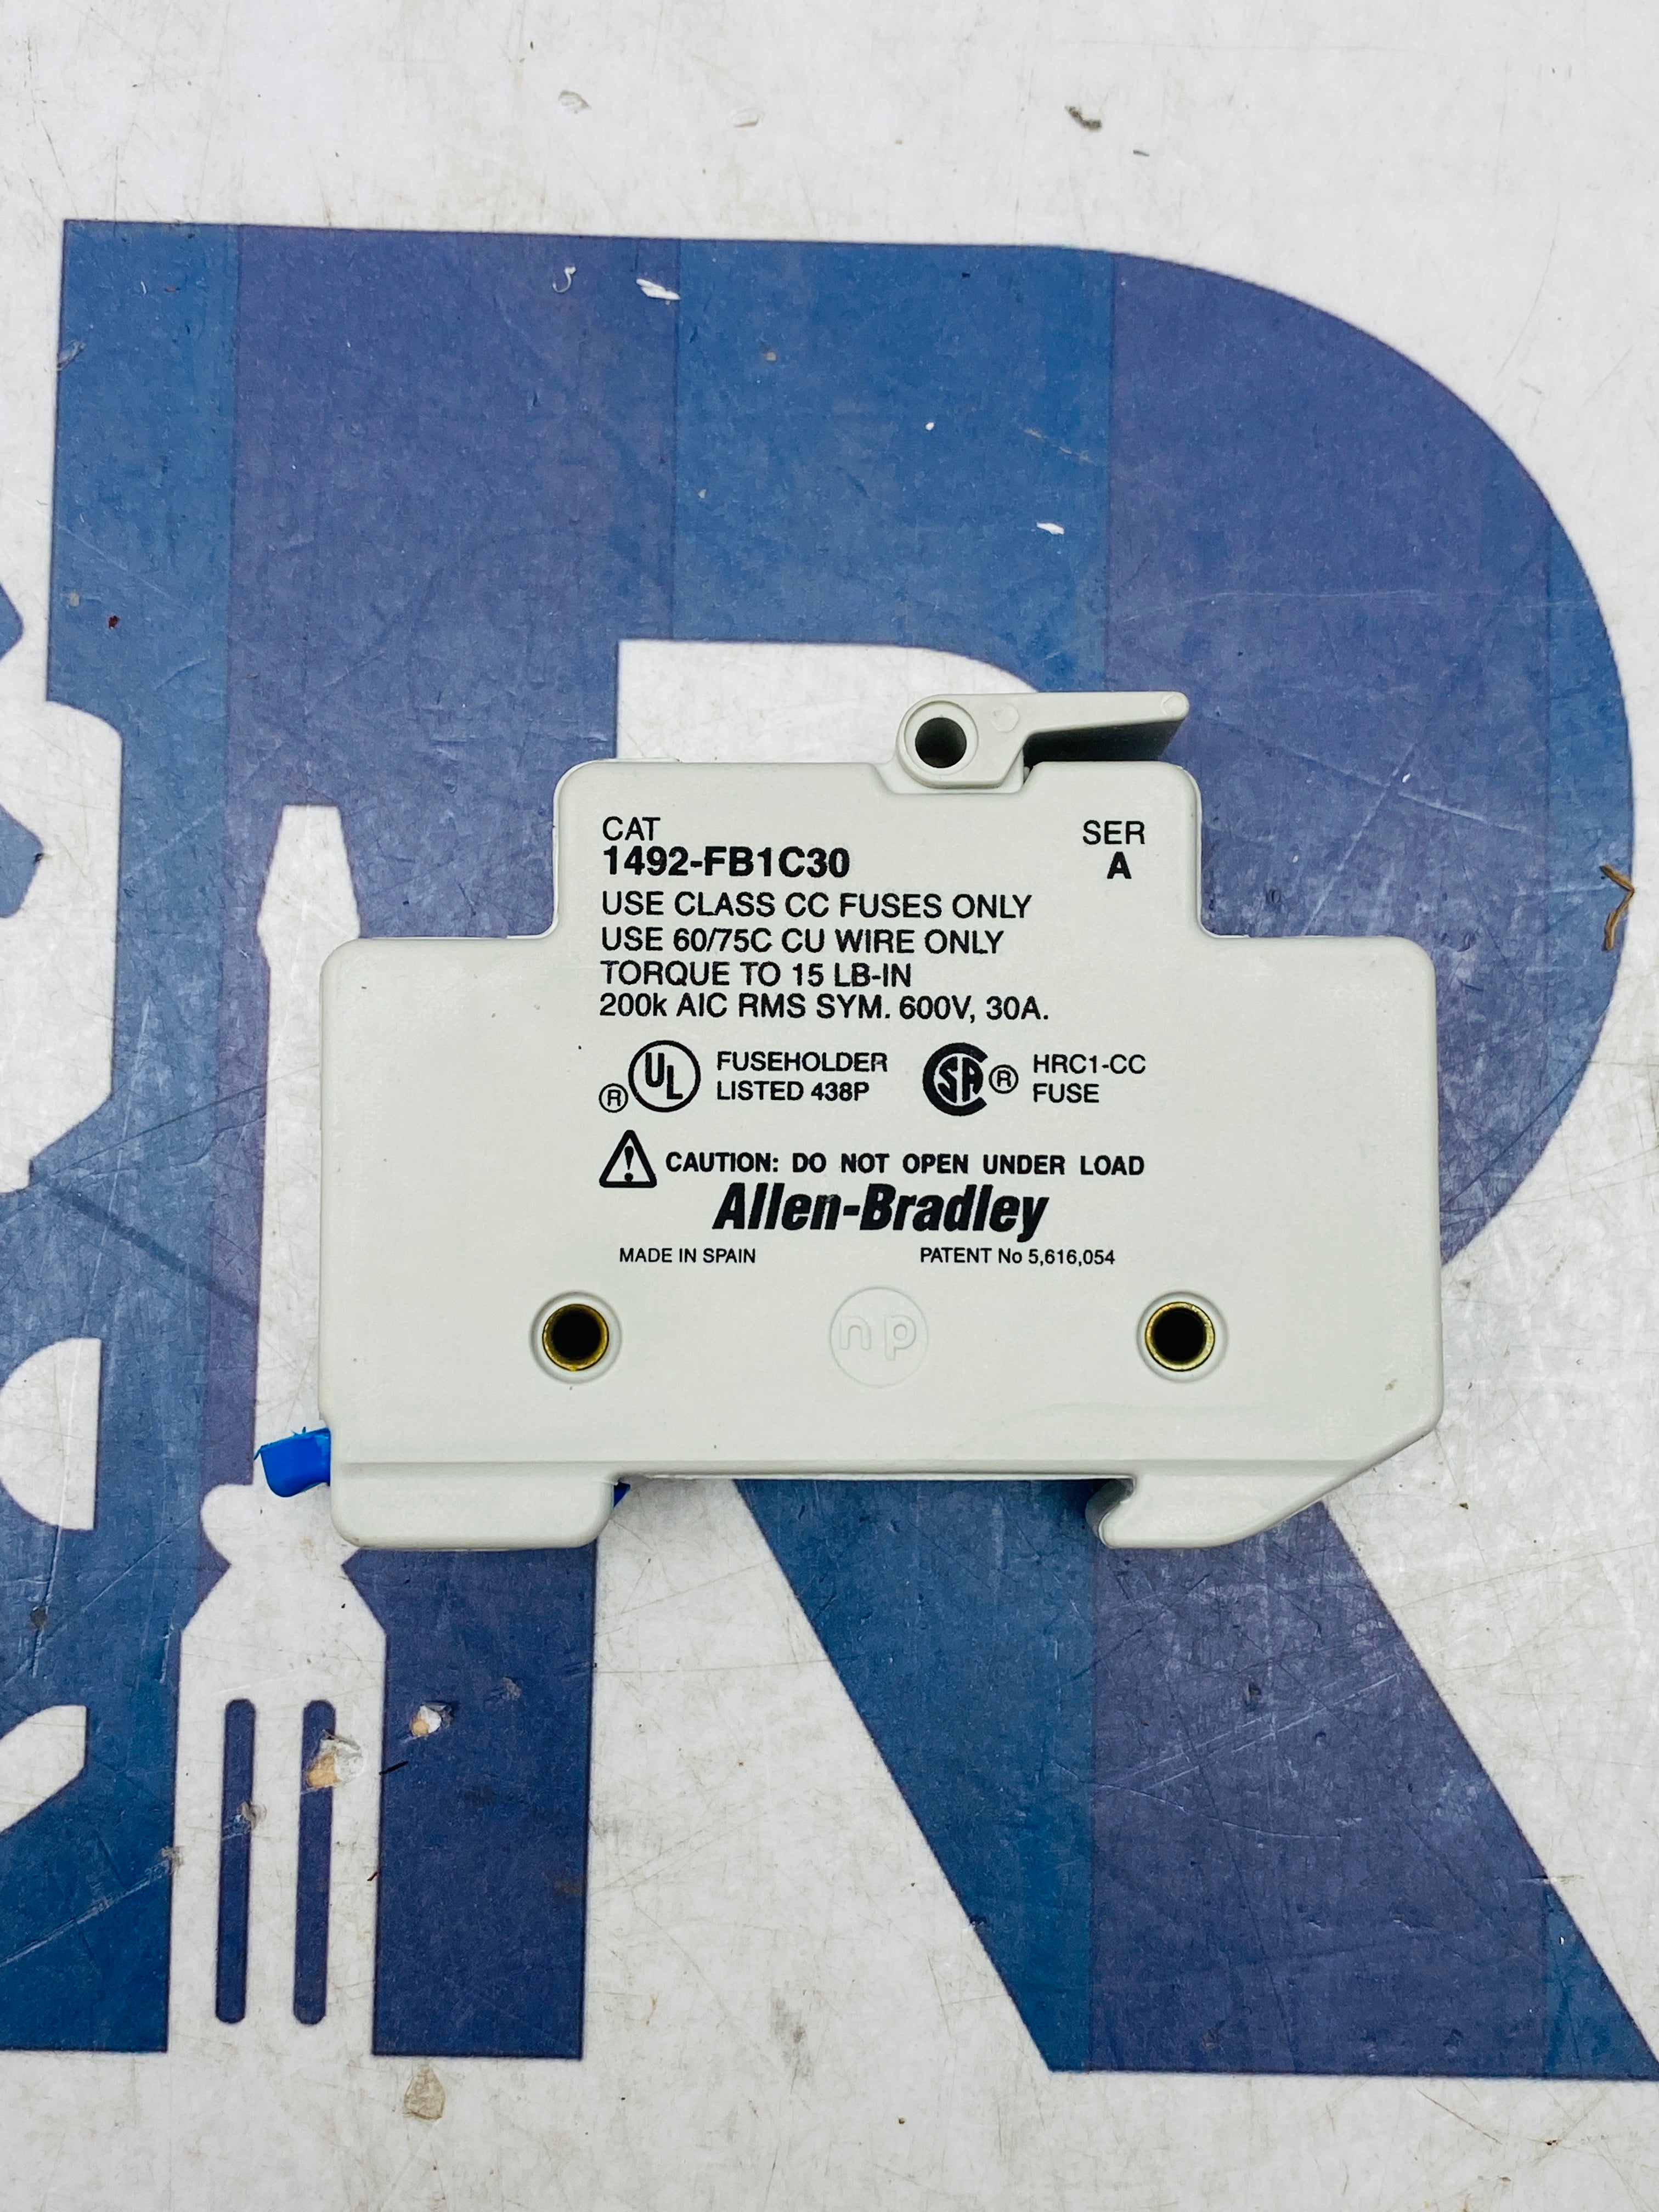 CAT SER
1492-FB1C30 A
USE CLASS CC FUSES ONLY
USE 60/75C CU WIRE ONLY
TORQUE TO 15 LB-IN
200k AIC RMS SYM. 600V, 30A.
® UL FUSEHOLDER LISTED 438P
SA ® HRC1-CC FUSE
CAUTION: DO NOT OPEN UNDER LOAD
Allen-Bradley
MADE IN SPAIN PATENT No 5,616,054
np
R